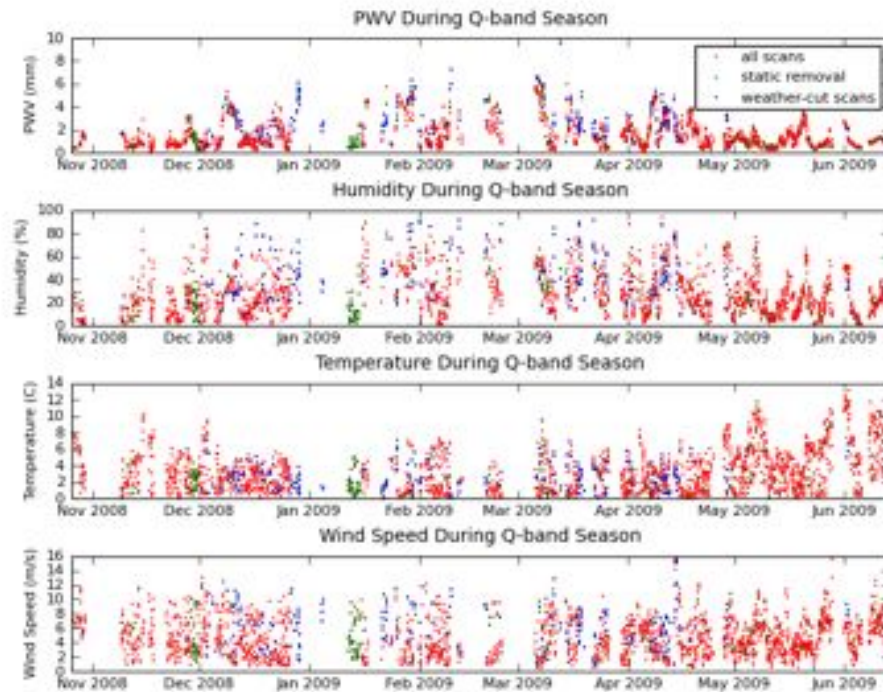 PWV During Q-band Season
PWV (mm)
10
8
6
4
2
0
all scans
static removal
weather-cut scans
Nov 2008 Dec 2008 Jan 2009 Feb 2009 Mar 2009 Apr 2009 May 2009 Jun 2009
Humidity During Q-band Season
Humidity (%)
100
80
60
40
20
0
Nov 2008 Dec 2008 Jan 2009 Feb 2009 Mar 2009 Apr 2009 May 2009 Jun 2009
Temperature During Q-band Season
Temperature (C)
14
12
10
8
6
4
2
0
Nov 2008 Dec 2008 Jan 2009 Feb 2009 Mar 2009 Apr 2009 May 2009 Jun 2009
Wind Speed During Q-band Season
Wind Speed (m/s)
16
14
12
10
8
6
4
2
0
Nov 2008 Dec 2008 Jan 2009 Feb 2009 Mar 2009 Apr 2009 May 2009 Jun 2009